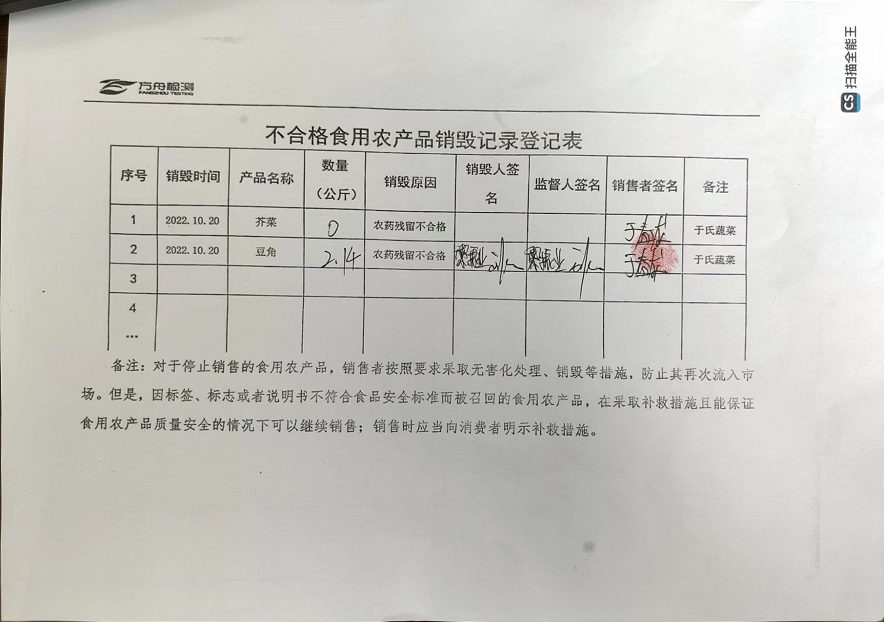 方舟检测
FANGZHOU TESTING
CS 扫描全能王
不合格食用农产品销毁记录登记表
序号 销毁时间 产品名称 数量（公斤） 销毁原因 销毁人签名 监督人签名 销售者签名 备注
1 2022.10.20 芥菜 0 农药残留不合格 于氏蔬菜
2 2022.10.20 豆角 2.14 农药残留不合格 于氏蔬菜
3
4
...
备注：对于停止销售的食用农产品，销售者按照要求采取无害化处理、销毁等措施，防止其再次流入市
场。但是，因标签、标志或者说明书不符合食品安全标准而被召回的食用农产品，在采取补救措施且能保证
食用农产品质量安全的情况下可以继续销售；销售时应当向消费者明示补救措施。